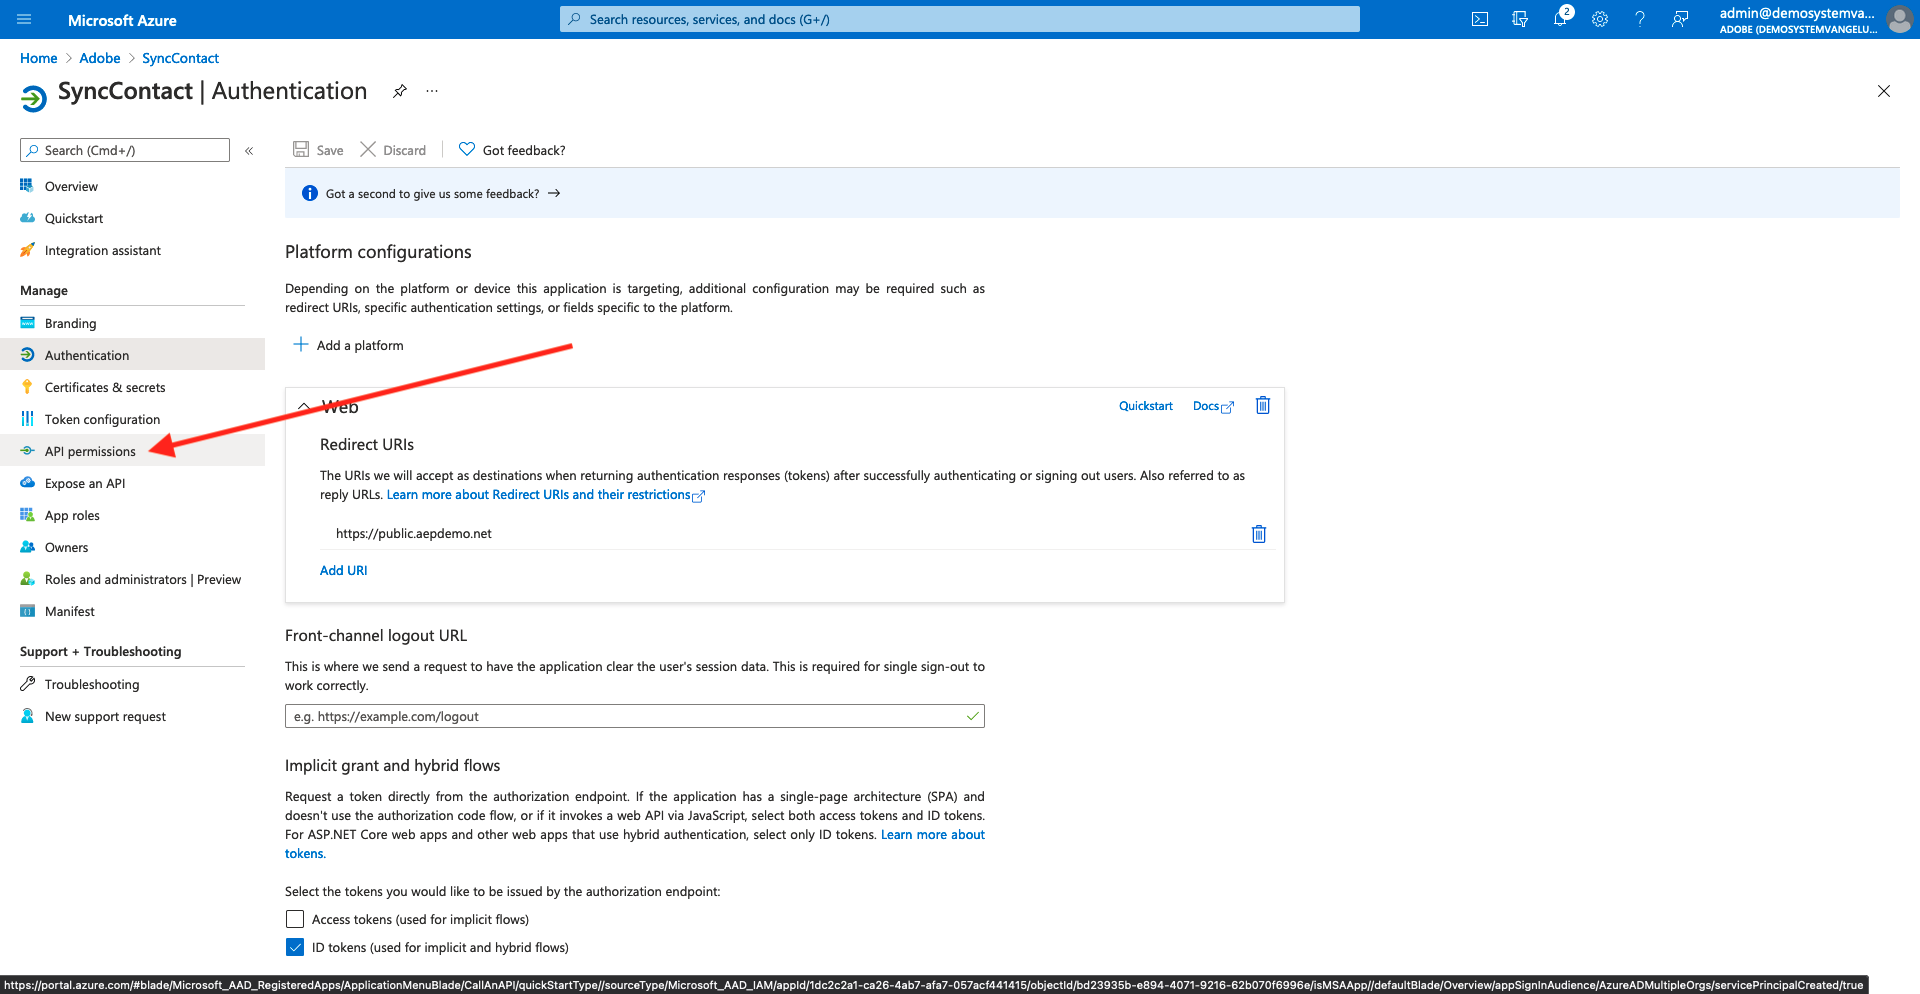 Microsoft Azure
Search resources, services, and docs (G+/)
2
admin@demosystemva...
ADOBE (DEMOSYSTEMVANGELU...
Home > Adobe > SyncContact
SyncContact | Authentication
...
Search (Cmd+/)
«
Save
Discard
Got feedback?
Got a second to give us some feedback? →
Overview
Quickstart
Integration assistant
Manage
Branding
Authentication
Certificates & secrets
Token configuration
API permissions
Expose an API
App roles
Owners
Roles and administrators | Preview
Manifest
Support + Troubleshooting
Troubleshooting
New support request
Platform configurations
Depending on the platform or device this application is targeting, additional configuration may be required such as
redirect URIs, specific authentication settings, or fields specific to the platform.
Add a platform
Web
Quickstart
Docs
Redirect URIs
The URIs we will accept as destinations when returning authentication responses (tokens) after successfully authenticating or signing out users. Also referred to as
reply URLs. Learn more about Redirect URIs and their restrictions
https://public.aepdemo.net
Add URI
Front-channel logout URL
This is where we send a request to have the application clear the user's session data. This is required for single sign-out to
work correctly.
e.g. https://example.com/logout
Implicit grant and hybrid flows
Request a token directly from the authorization endpoint. If the application has a single-page architecture (SPA) and
doesn't use the authorization code flow, or if it invokes a web API via JavaScript, select both access tokens and ID tokens.
For ASP.NET Core web apps and other web apps that use hybrid authentication, select only ID tokens. Learn more about
tokens.
Select the tokens you would like to be issued by the authorization endpoint:
Access tokens (used for implicit flows)
ID tokens (used for implicit and hybrid flows)
https://portal.azure.com/#blade/Microsoft_AAD_RegisteredApps/ApplicationMenuBlade/CallAnAPI/quickStartType//sourceType/Microsoft_AAD_IAM/appId/1dc2c2a1-ca26-4ab7-afa7-057acf441415/objectId/bd23935b-e894-4071-9216-62b070f6996e/isMSAApp//defaultBlade/Overview/appSignInAudience/AzureADMultipleOrgs/servicePrincipalCreated/true